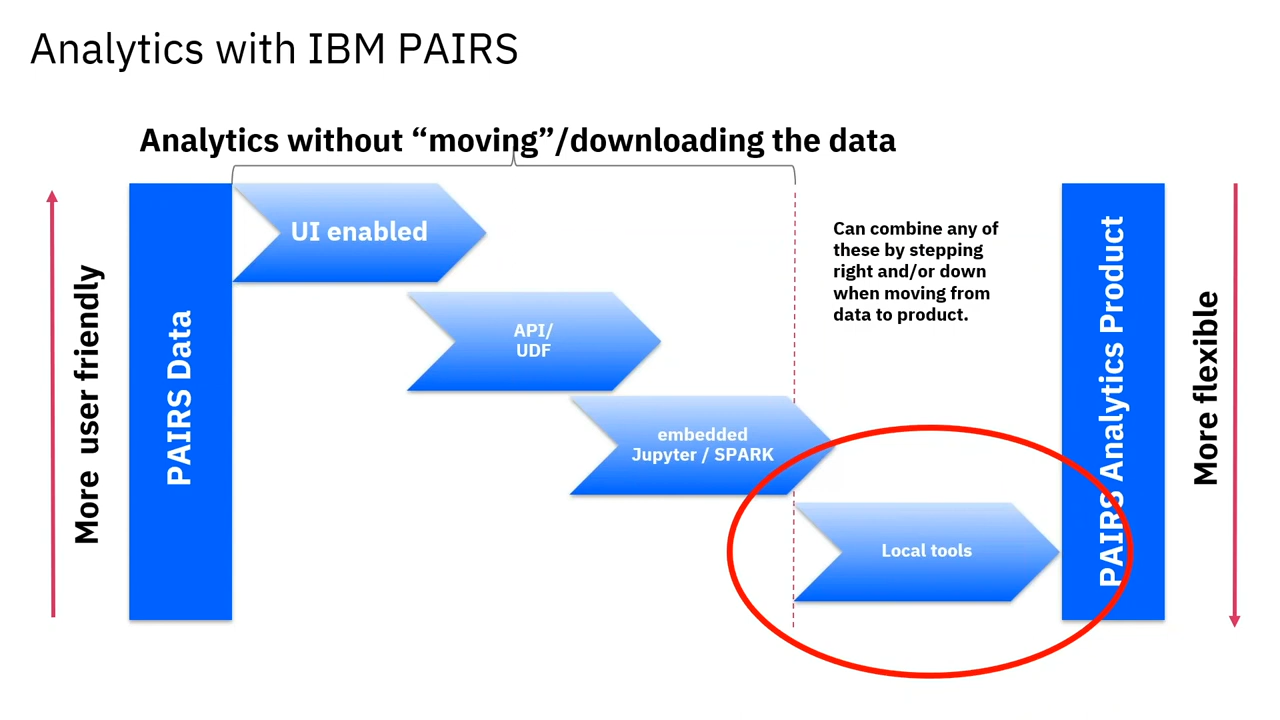 Analytics with IBM PAIRS
Analytics without “moving”/downloading the data
More user friendly
PAIRS Data
UI enabled
API/
UDF
embedded
Jupyter / SPARK
Local tools
Can combine any of
these by stepping
right and/or down
when moving from
data to product.
PAIRS Analytics Product
More flexible